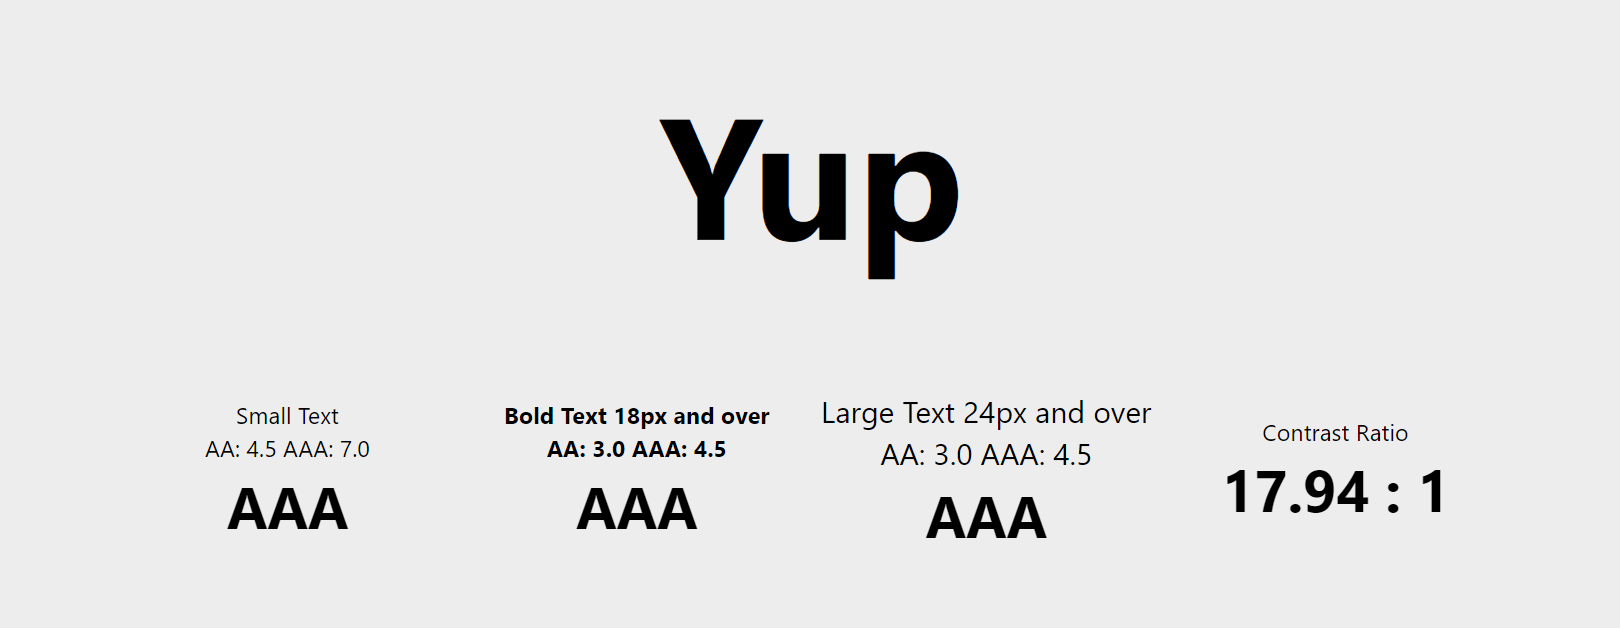 Yup
Small Text
AA: 4.5 AAA: 7.0
AAA
Bold Text 18px and over
AA: 3.0 AAA: 4.5
AAA
Large Text 24px and over
AA: 3.0 AAA: 4.5
AAA
Contrast Ratio
17.94 : 1